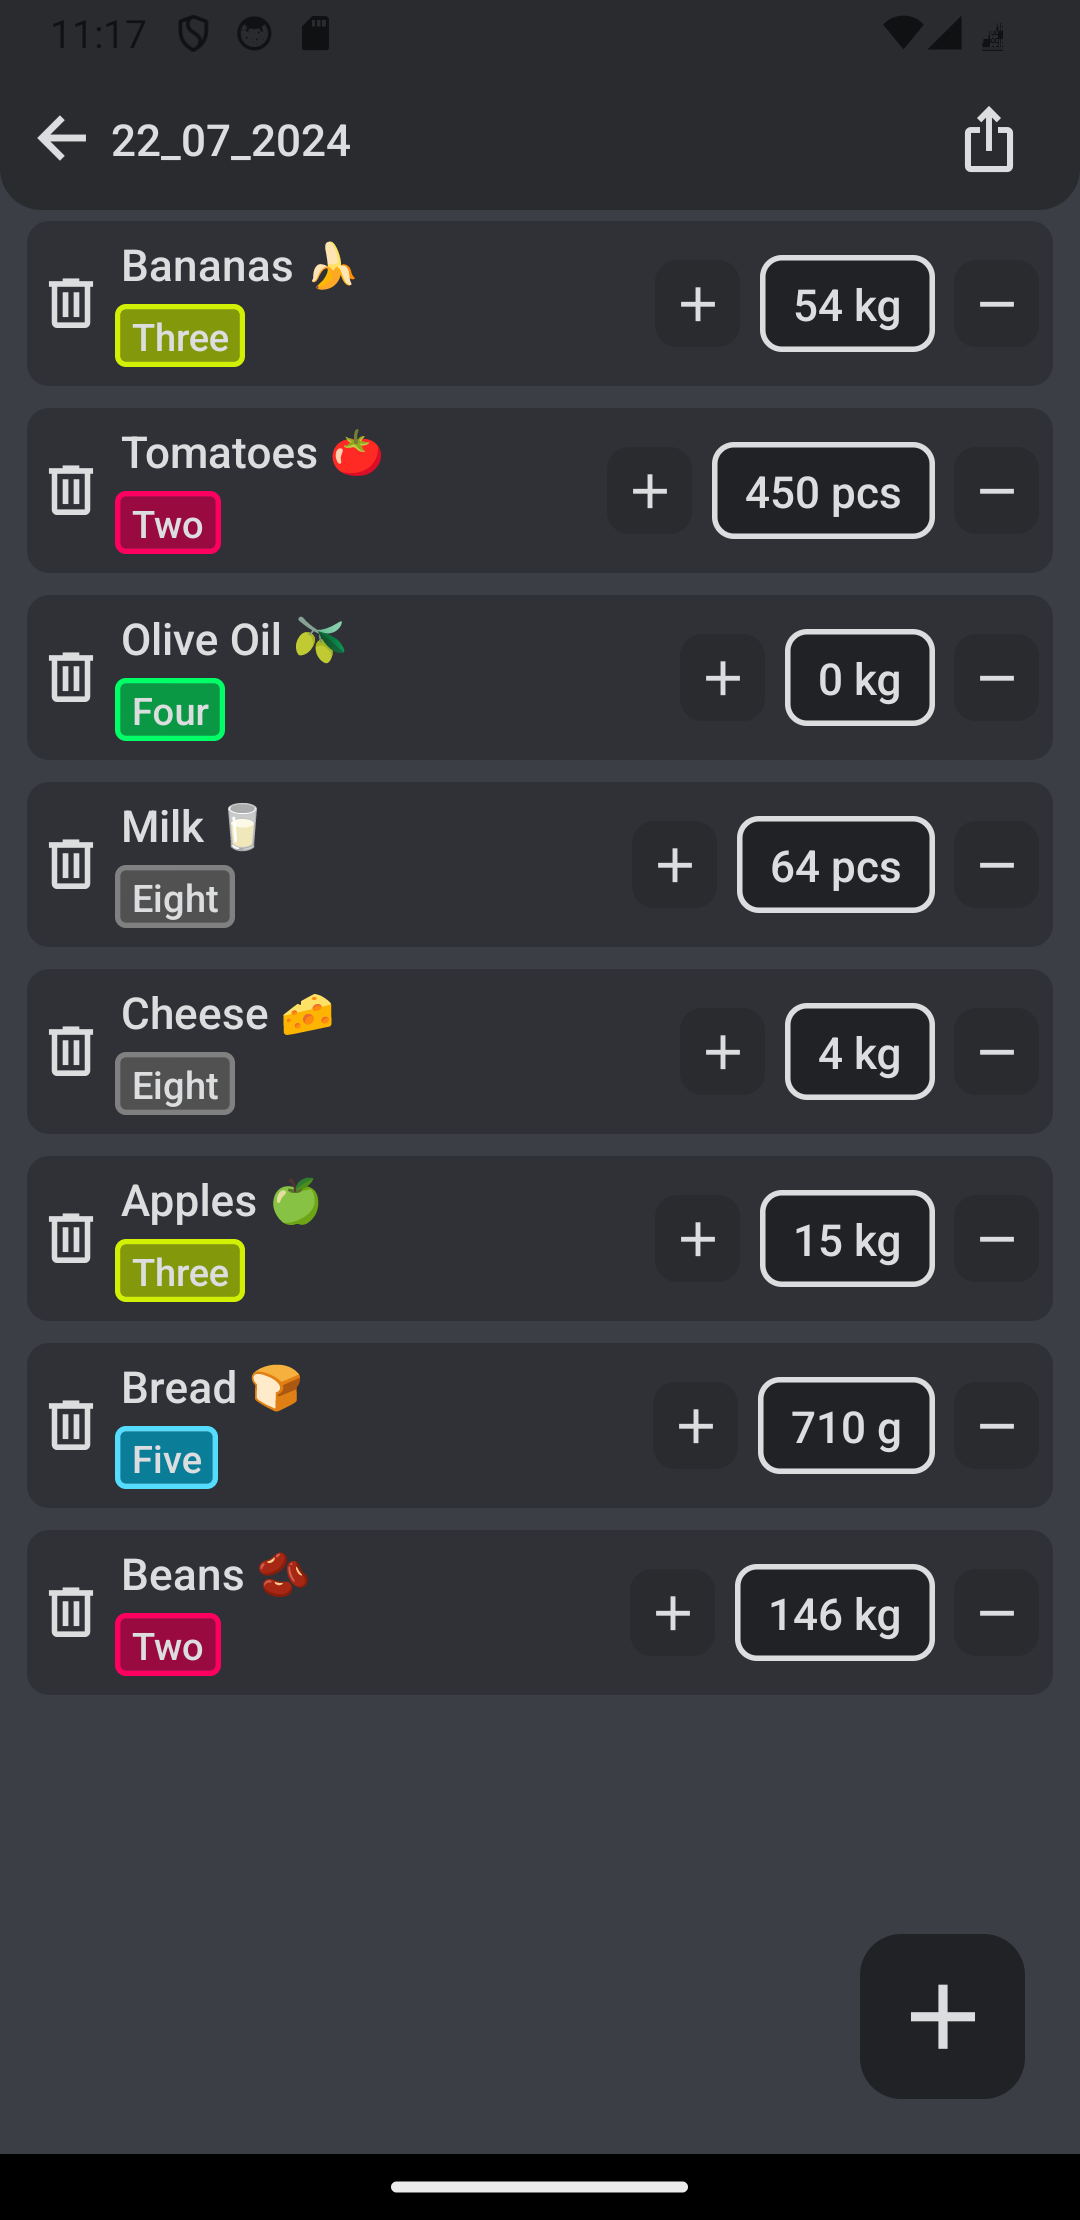 11:17
22_07_2024
Bananas 🍌
Three
+ 54 kg −
Tomatoes 🍅
Two
+ 450 pcs −
Olive Oil 🫒
Four
+ 0 kg −
Milk 🥛
Eight
+ 64 pcs −
Cheese 🧀
Eight
+ 4 kg −
Apples 🍏
Three
+ 15 kg −
Bread 🍞
Five
+ 710 g −
Beans 🫘
Two
+ 146 kg −
+